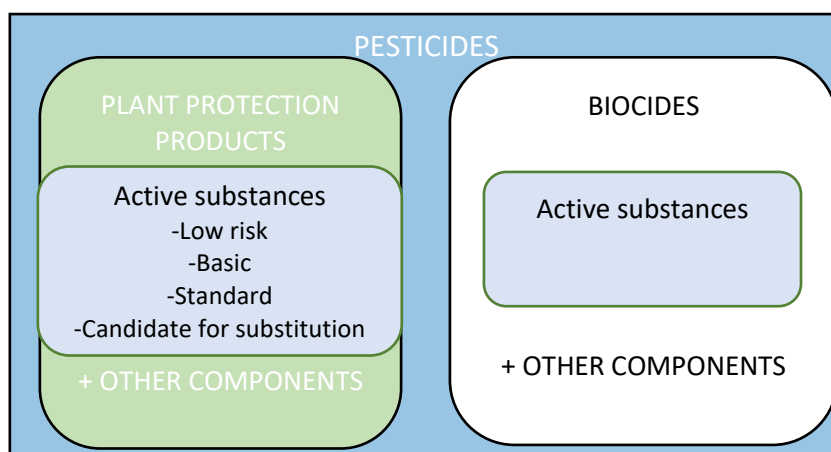 PESTICIDES
PLANT PROTECTION
PRODUCTS
Active substances
-Low risk
-Basic
-Standard
-Candidate for substitution
+ OTHER COMPONENTS
BIOCIDES
Active substances
+ OTHER COMPONENTS